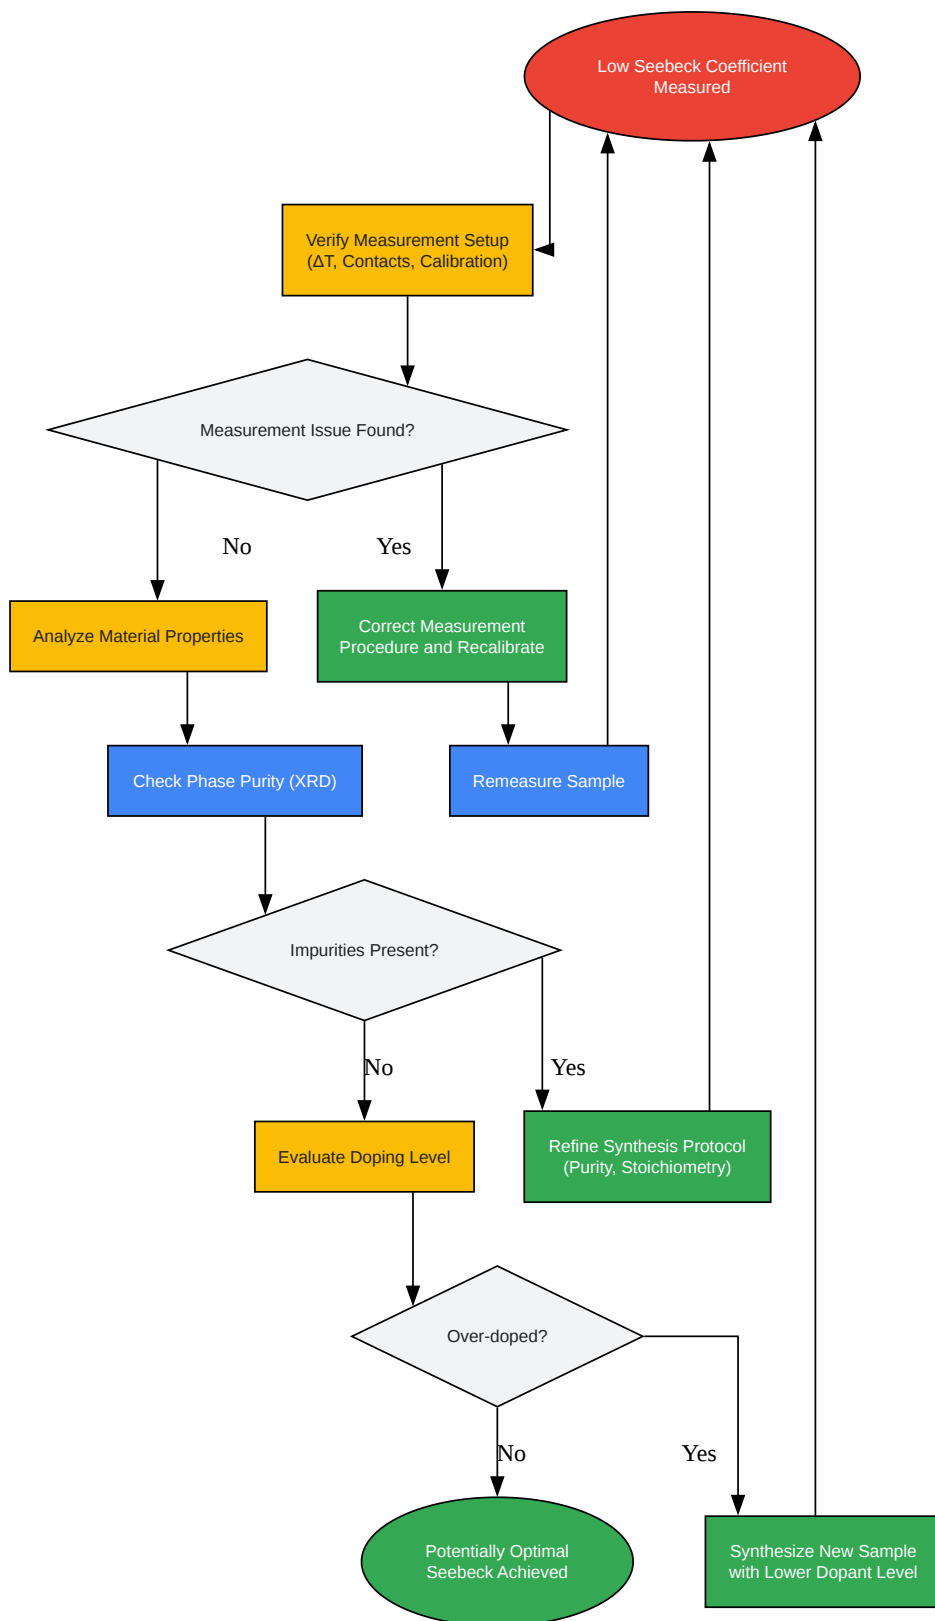 Low Seebeck Coefficient
Measured
Verify Measurement Setup
(ΔT, Contacts, Calibration)
Measurement Issue Found?
No
Yes
Analyze Material Properties
Correct Measurement
Procedure and Recalibrate
Check Phase Purity (XRD)
Remeasure Sample
Impurities Present?
No
Yes
Evaluate Doping Level
Refine Synthesis Protocol
(Purity, Stoichiometry)
Over-doped?
No
Yes
Potentially Optimal
Seebeck Achieved
Synthesize New Sample
with Lower Dopant Level